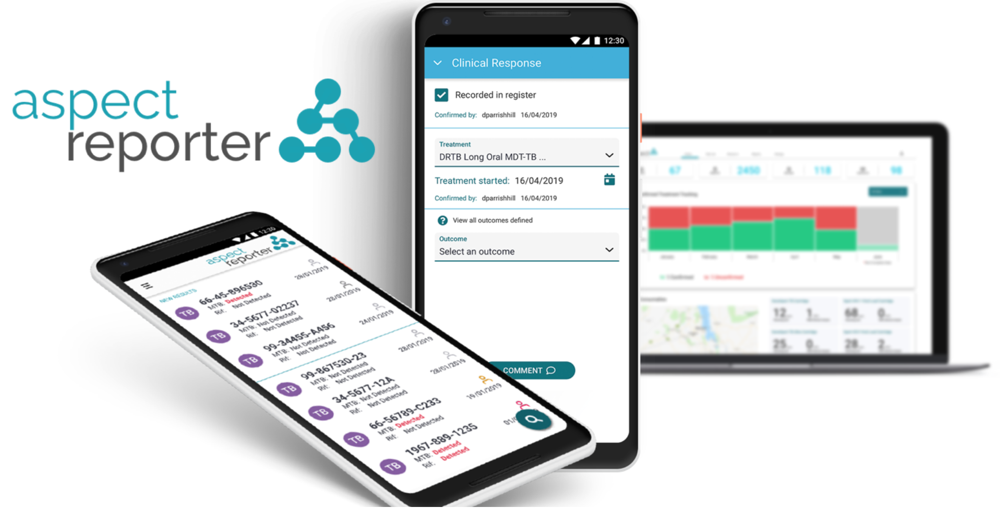 aspect
reporter
12:30
Clinical Response
Recorded in register
Confirmed by: dparrishhill 16/04/2019
Treatment
DRTB Long Oral MDT-TB ...
Treatment started: 16/04/2019
Confirmed by: dparrishhill 16/04/2019
? View all outcomes defined
Outcome
Select an outcome
COMMENT
12:30
aspect
reporter
NEW RESULTS
28/01/2019
TB
66-45-896530
MTB: Detected
Rif: Not Detected
28/01/2019
TB
34-5677-02237
MTB: Not Detected
Rif: Not Detected
24/01/2019
TB
99-34455-A456
MTB: Not Detected
Rif: Not Detected
28/01/2019
TB
99-867530-23
MTB: Not Detected
Rif: Not Detected
28/01/2019
TB
34-5677-12A
MTB: Not Detected
Rif: Not Detected
19/01/2019
TB
66-56789-C233
MTB: Detected
Rif: Not Detected
TB
1967-889-1235
MTB: Detected
Rif: Detected
67 2450 118 98
12 1 68 0
25 0 28 2